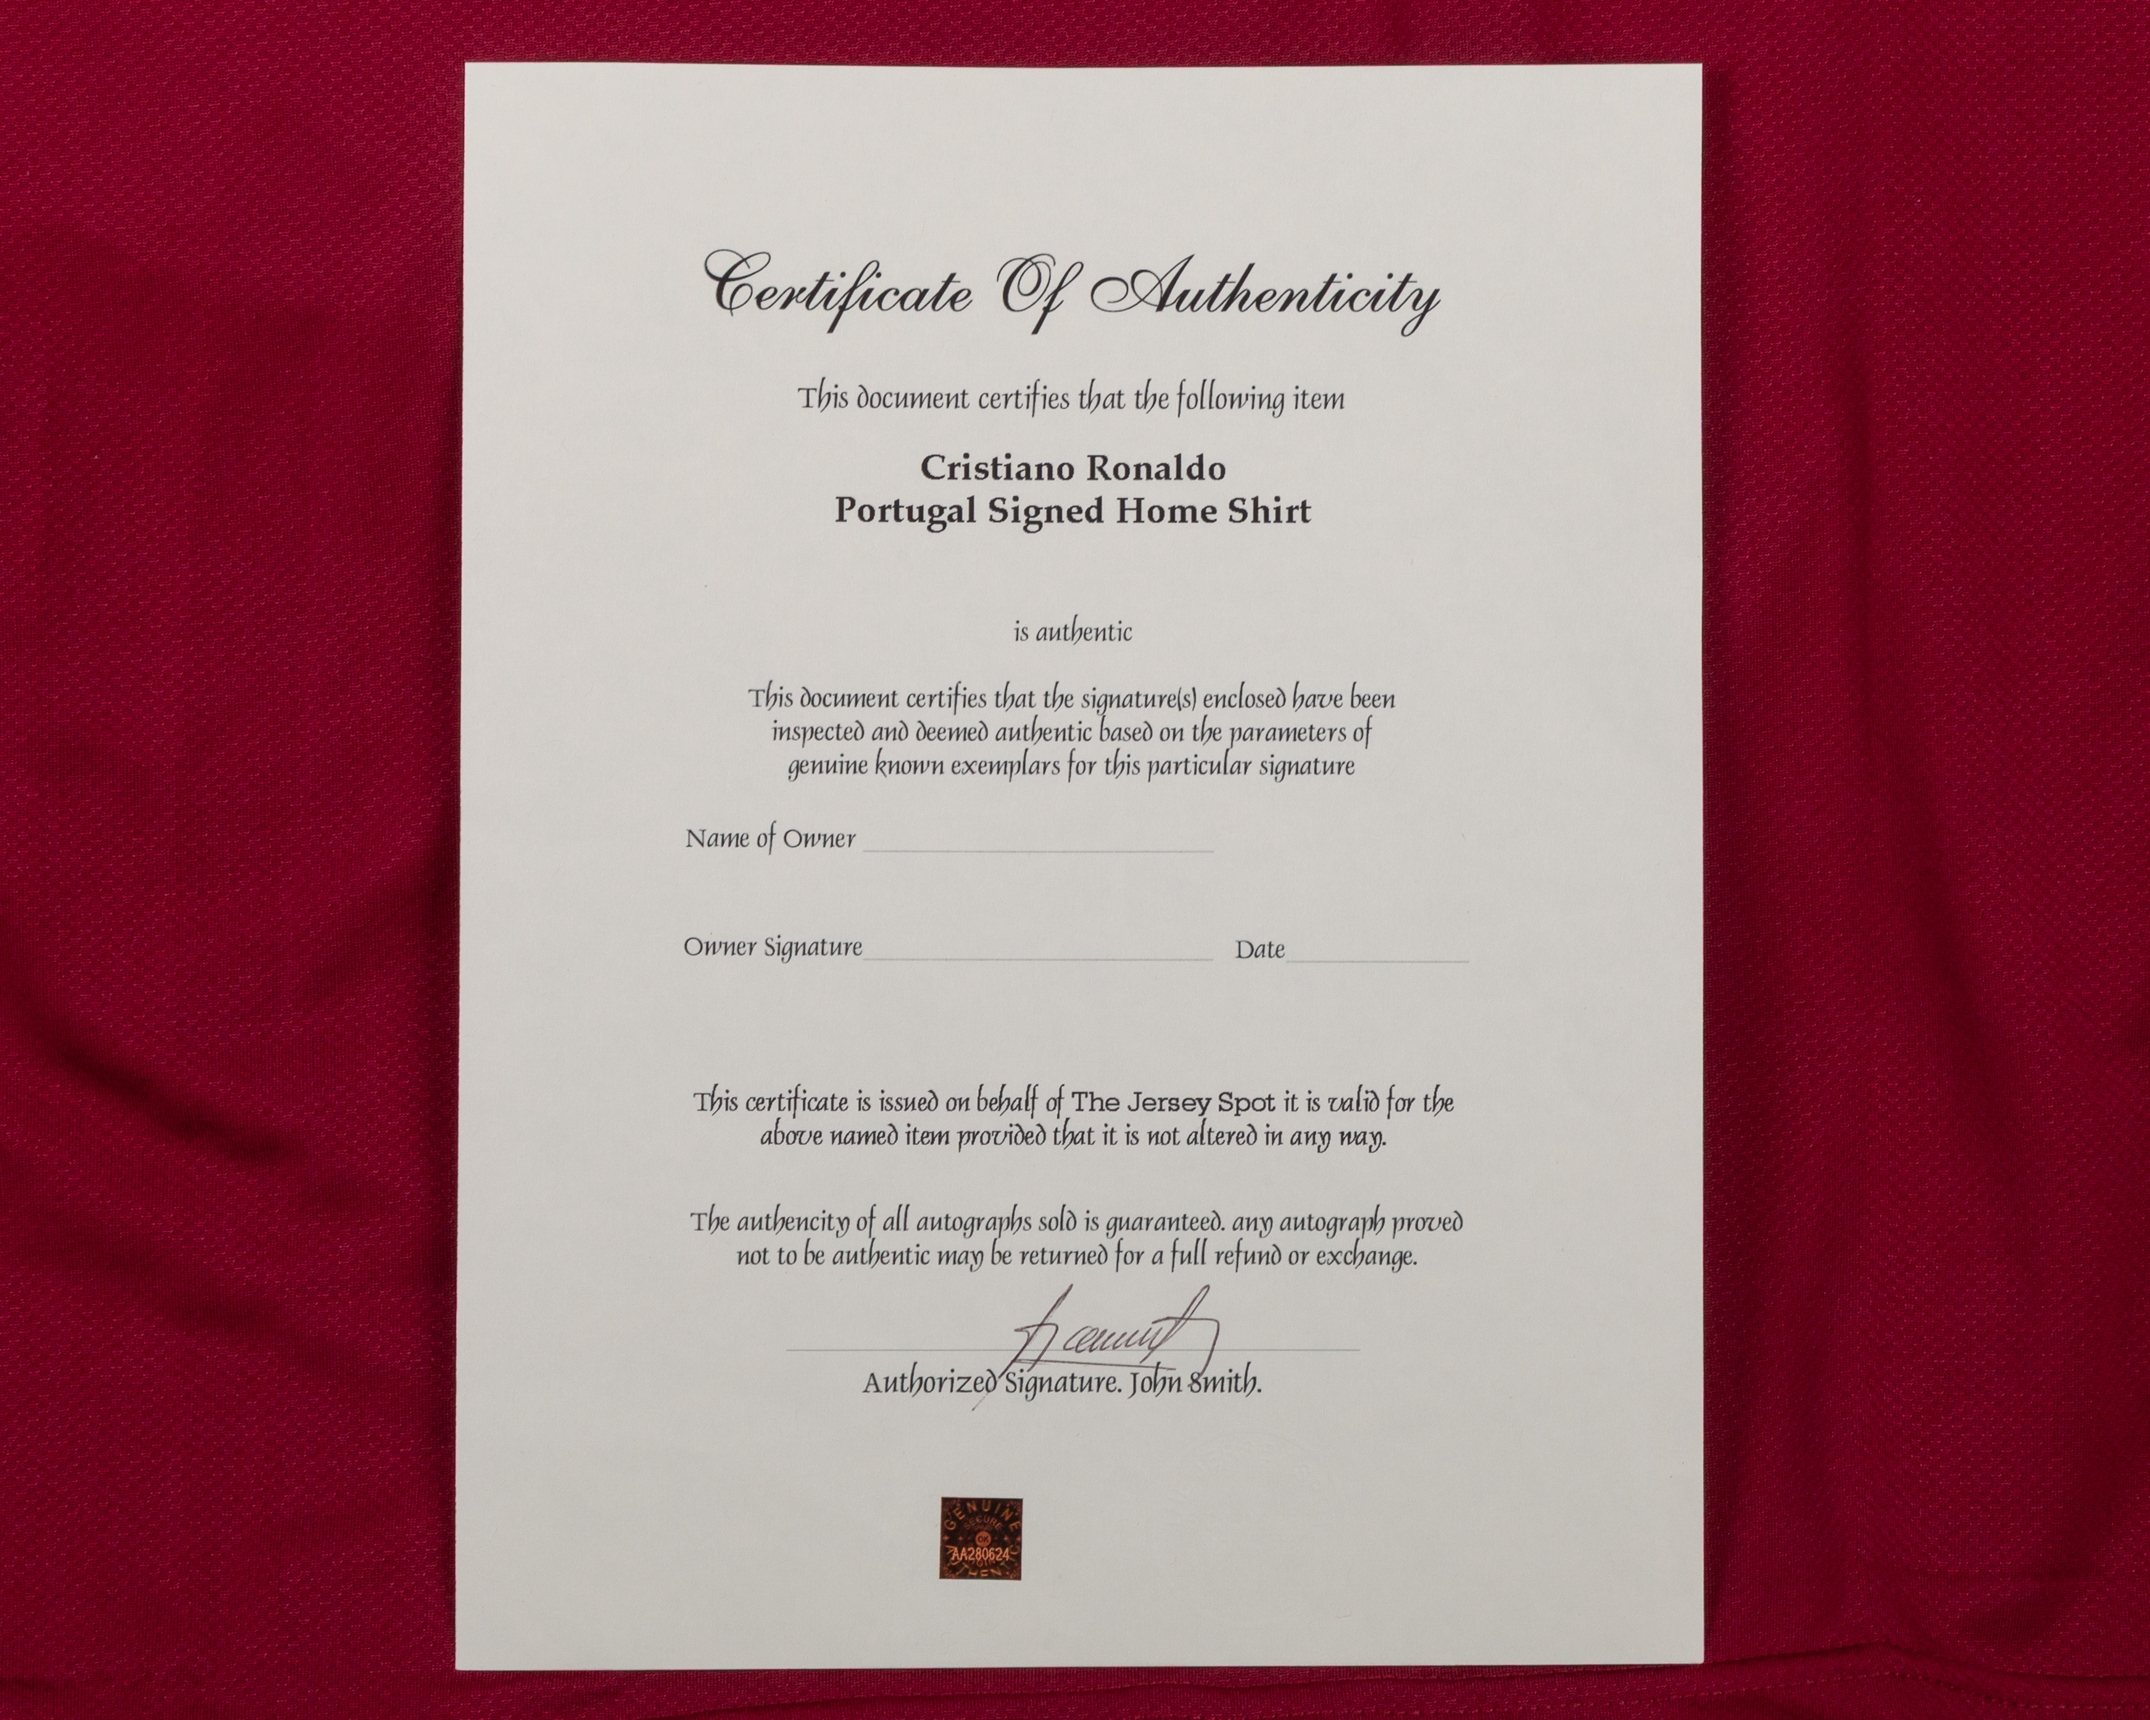 Certificate Of Authenticity
This document certifies that the following item
Cristiano Ronaldo
Portugal Signed Home Shirt
is authentic
This document certifies that the signature(s) enclosed have been
inspected and deemed authentic based on the parameters of
genuine known exemplars for this particular signature
Name of Owner
Owner Signature Date
This certificate is issued on behalf of The Jersey Spot it is valid for the
above named item provided that it is not altered in any way.
The authencity of all autographs sold is guaranteed. any autograph proved
not to be authentic may be returned for a full refund or exchange.
Authorized Signature. John Smith.
GENUINE
SECURE
OK
AA280624